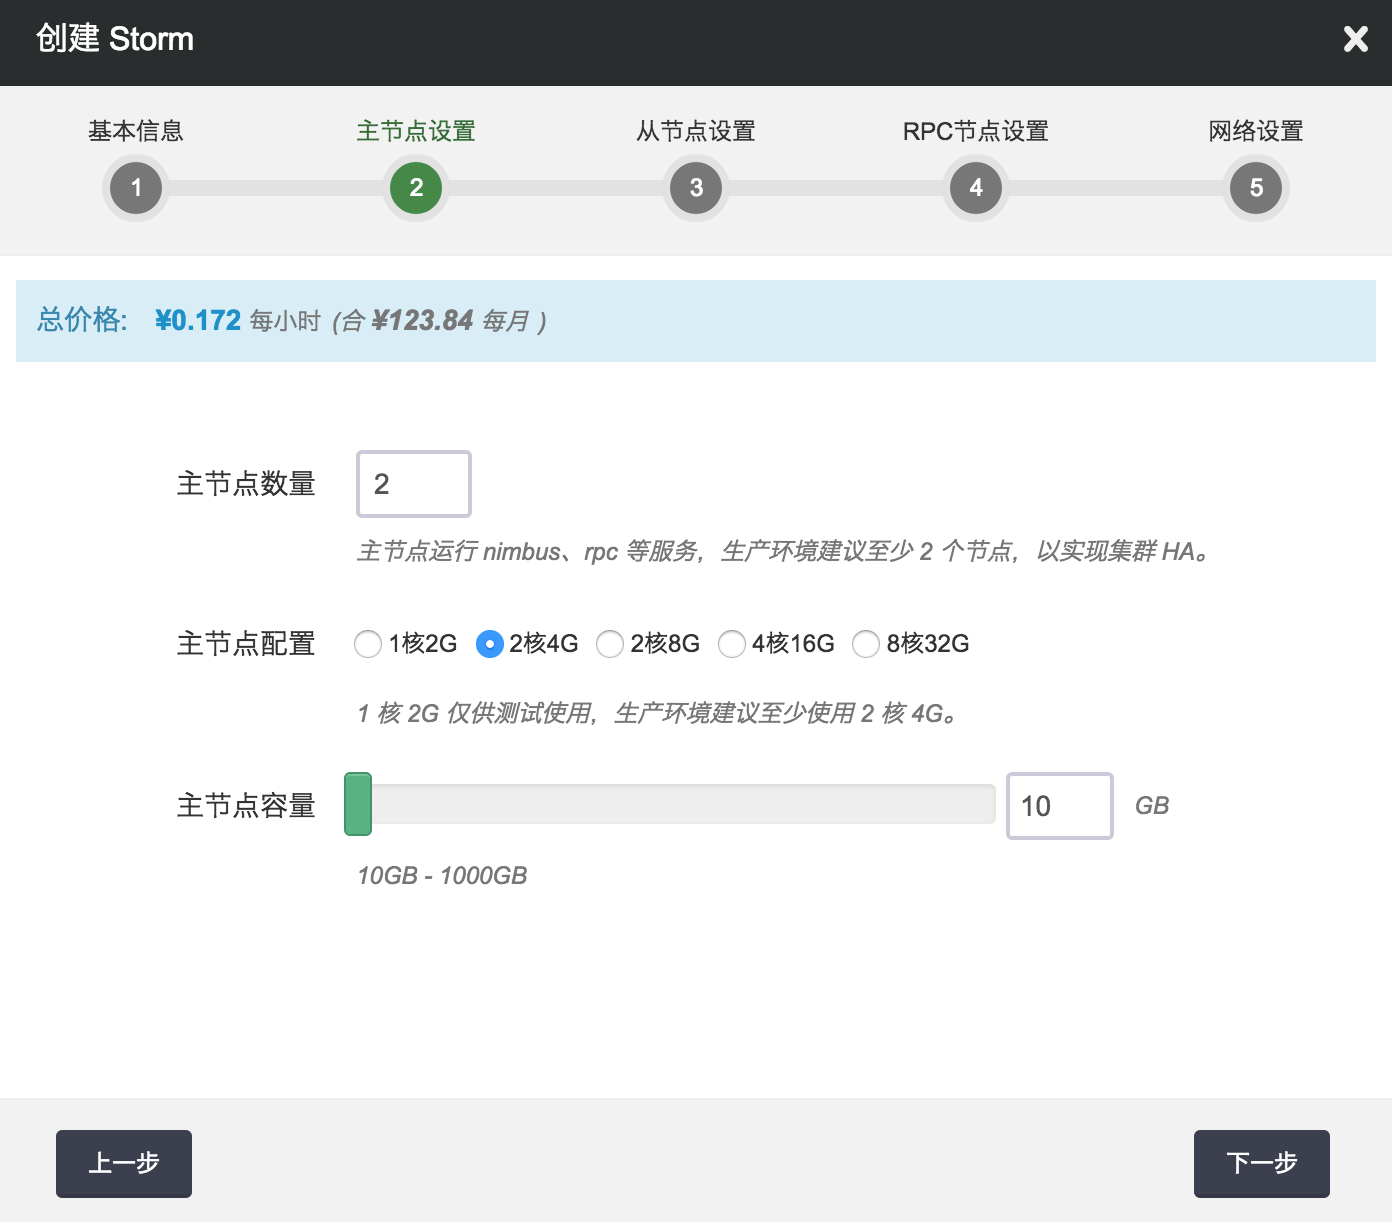 创建 Storm
基本信息 主节点设置 从节点设置 RPC节点设置 网络设置
1 2 3 4 5
总价格: ¥0.172 每小时 (合 ¥123.84 每月 )
主节点数量 2
主节点运行 nimbus、rpc 等服务，生产环境建议至少 2 个节点，以实现集群 HA。
主节点配置 1核2G 2核4G 2核8G 4核16G 8核32G
1 核 2G 仅供测试使用，生产环境建议至少使用 2 核 4G。
主节点容量 10 GB
10GB - 1000GB
上一步 下一步